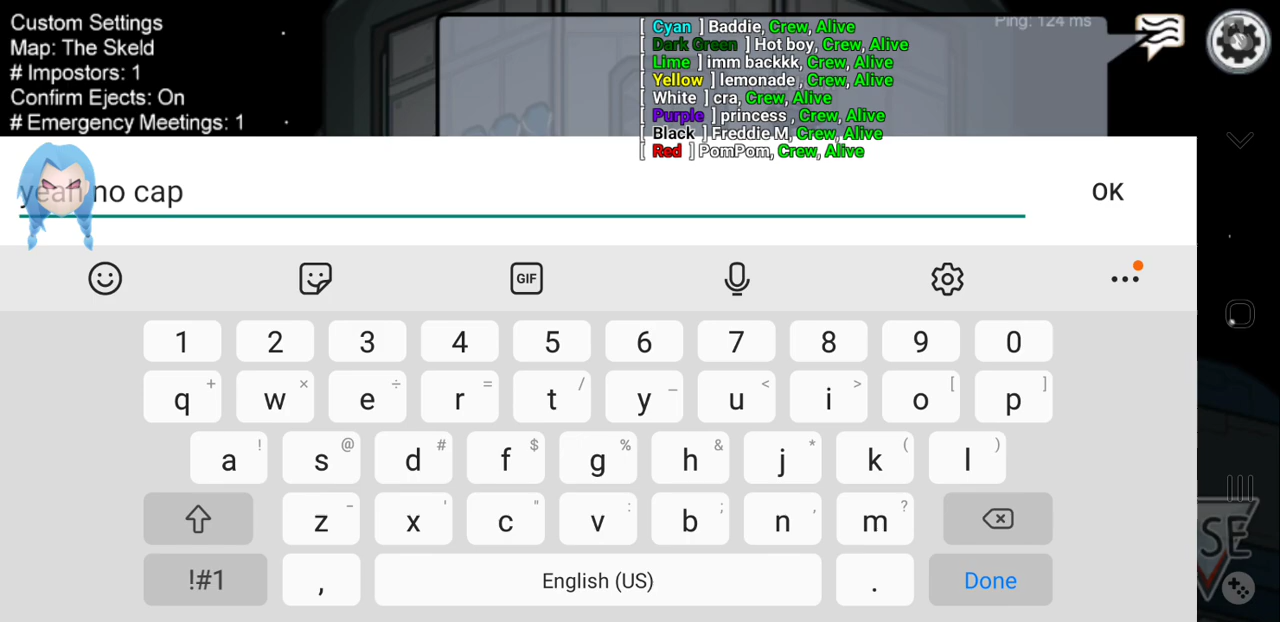 Custom Settings
Map: The Skeld
# Impostors: 1
Confirm Ejects: On
# Emergency Meetings: 1
Ping: 124 ms
[ Cyan ] Baddie, Crew, Alive
[ Dark Green ] Hot boy, Crew, Alive
[ Lime ] imm backkk, Crew, Alive
[ Yellow ] lemonade , Crew, Alive
[ White ] cra, Crew, Alive
[ Purple ] princess , Crew, Alive
[ Black ] Freddie M, Crew, Alive
[ Red ] PomPom, Crew, Alive
yeah no cap
OK
GIF
1 2 3 4 5 6 7 8 9 0
+ × ÷ = / _ < > [ ]
q w e r t y u i o p
! @ # $ % & * ( )
a s d f g h j k l
- ' " : ; , ?
z x c v b n m
!#1 , English (US) . Done
SE